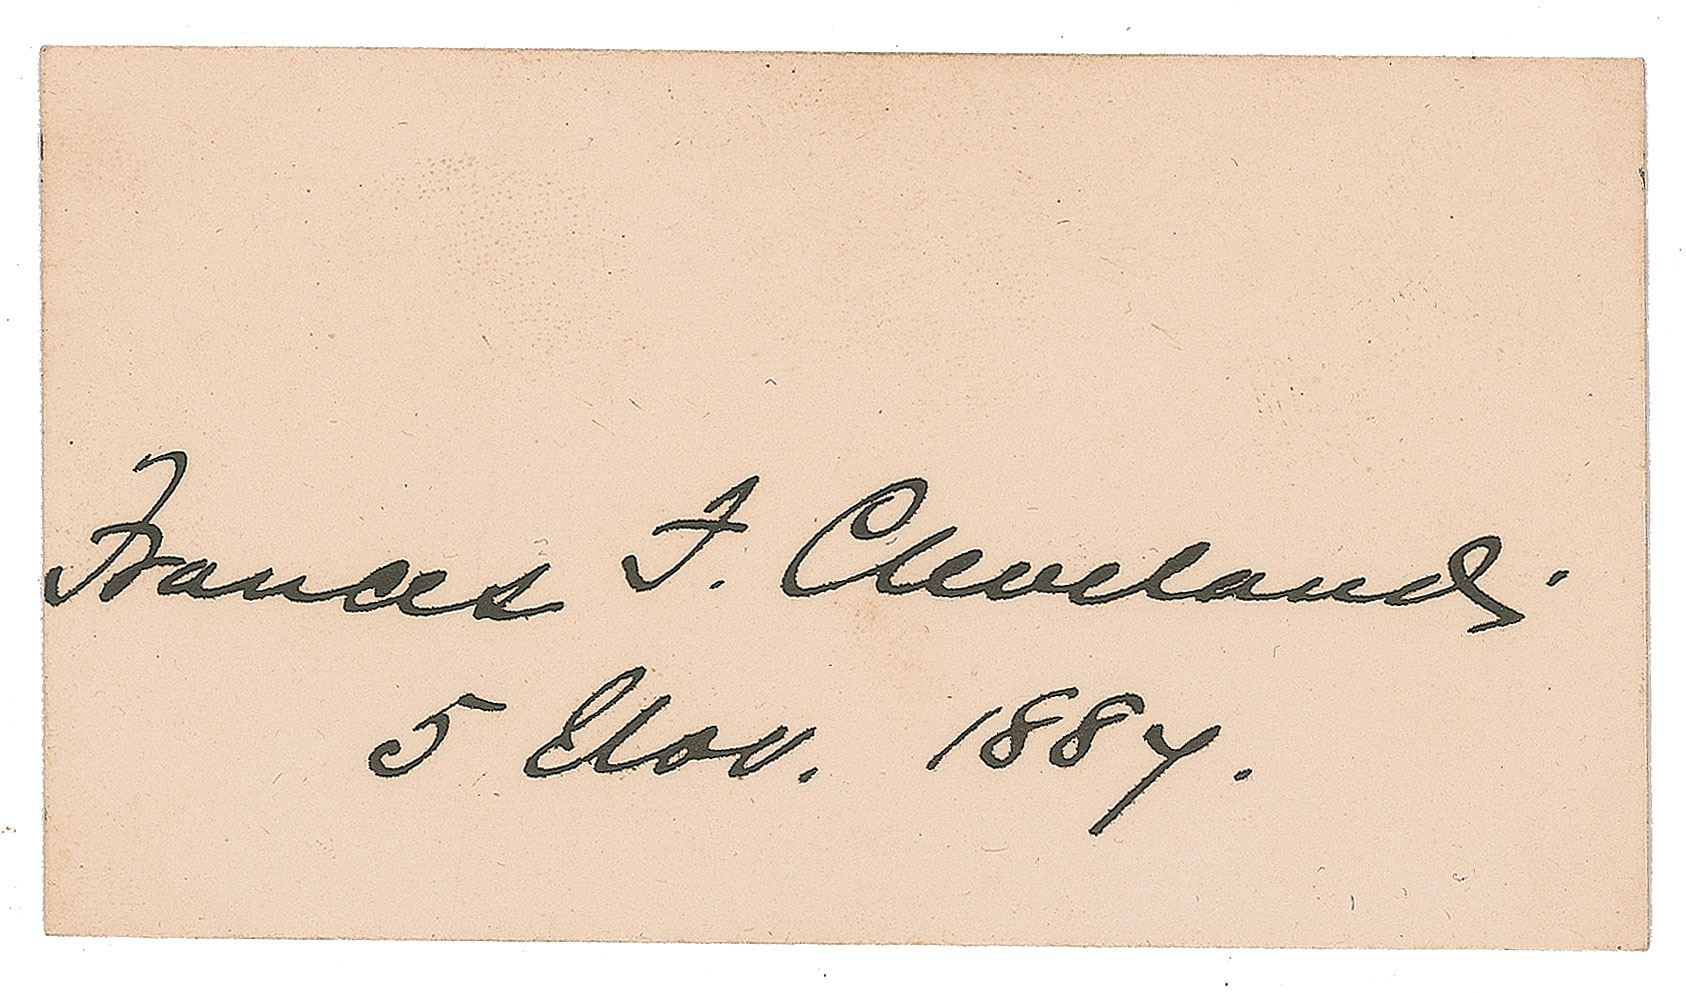 Frances F. Cleveland.
5 Nov. 1887.